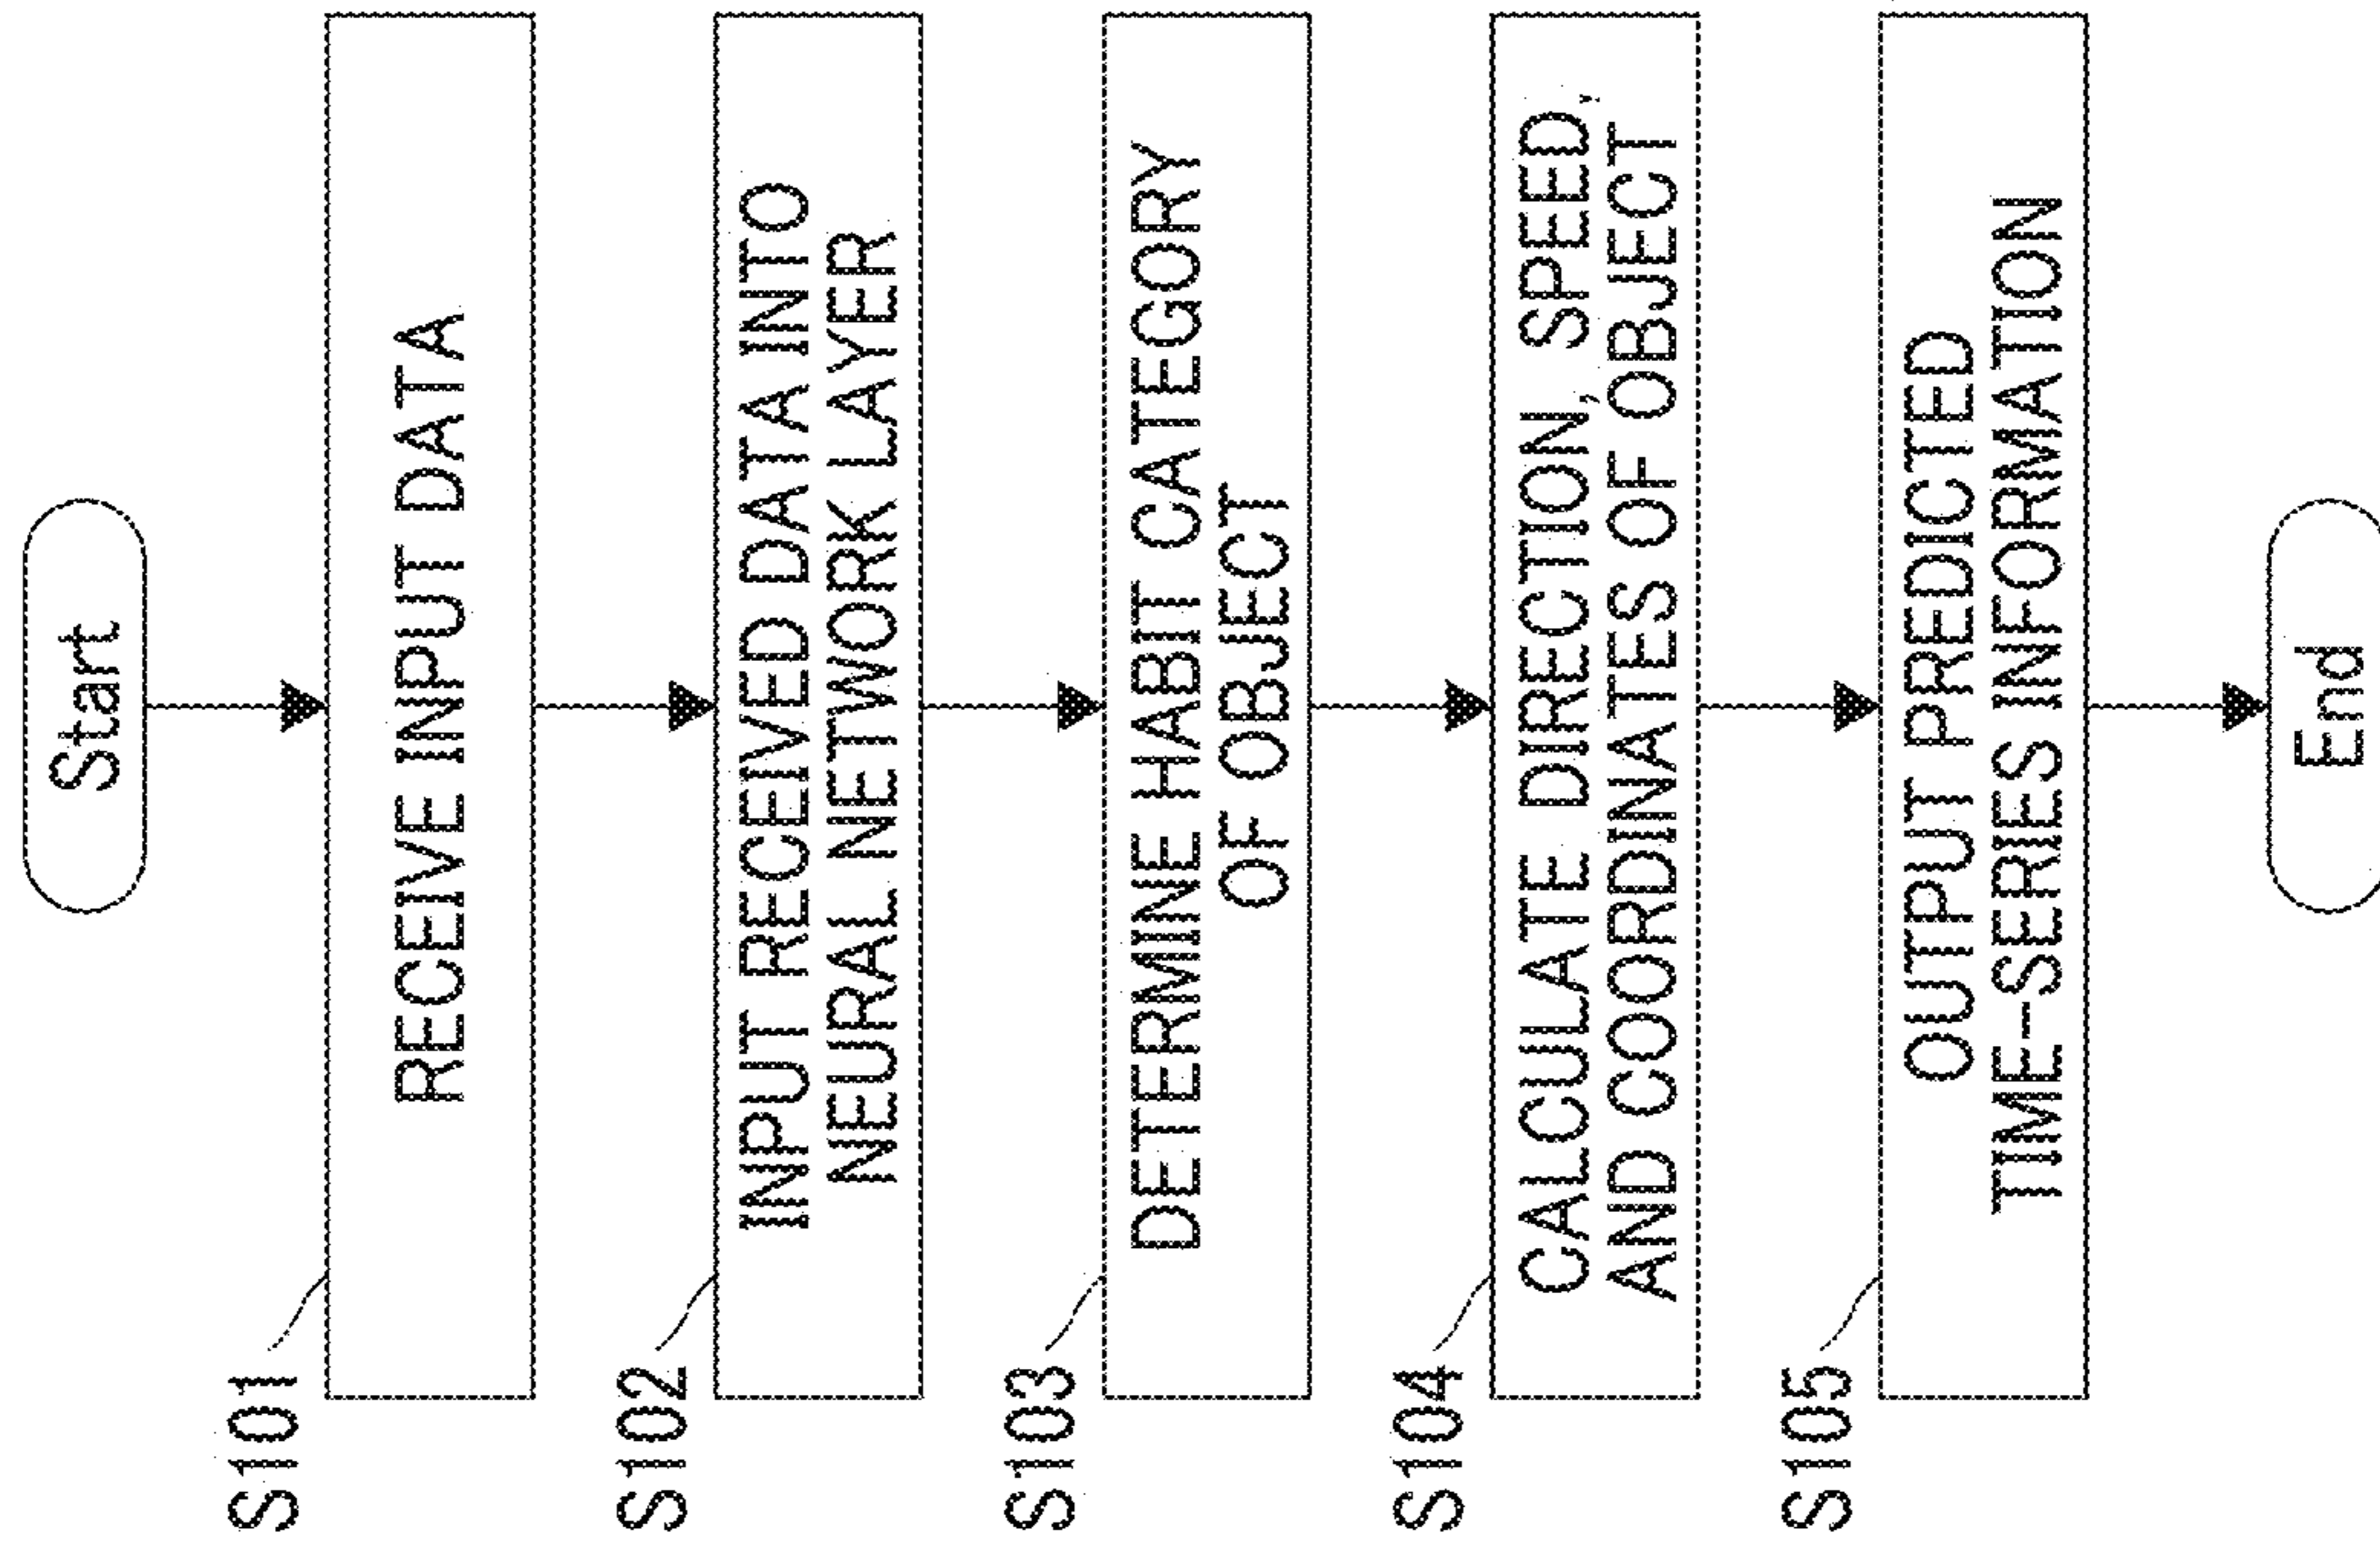 Start
S101
RECEIVE INPUT DATA
S102
INPUT RECEIVED DATA INTO
NEURAL NETWORK LAYER
S103
DETERMINE HABIT CATEGORY
OF OBJECT
S104
CALCULATE DIRECTION, SPEED,
AND COORDINATES OF OBJECT
S105
OUTPUT PREDICTED
TIME-SERIES INFORMATION
End